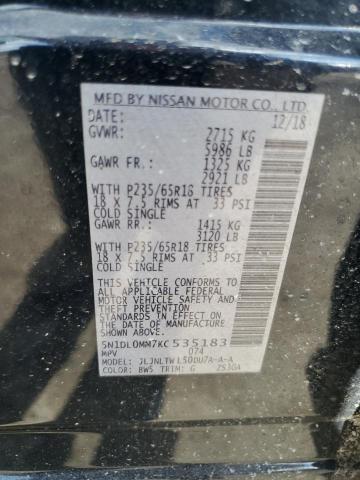 MFD BY NISSAN MOTOR CO., LTD.
DATE: 12/18
GVWR: 2715 KG
5986 LB
GAWR FR.: 1325 KG
2921 LB
WITH P235/65R18 TIRES
18 X 7.5 RIMS AT 33 PSI
COLD SINGLE
GAWR RR.: 1415 KG
3120 LB
WITH P235/65R18 TIRES
18 X 7.5 RIMS AT 33 PSI
COLD SINGLE
THIS VEHICLE CONFORMS TO ALL
APPLICABLE FEDERAL
MOTOR VEHICLE SAFETY AND
THEFT PREVENTION
STANDARDS IN EFFECT ON THE
DATE OF MANUFACTURE
SHOWN ABOVE.
5N1DL0MM7KC535183
MPV 074
MODEL: JLJNLTWL50DU7A-A-A
COLOR: BW5 TRIM: G 2530A